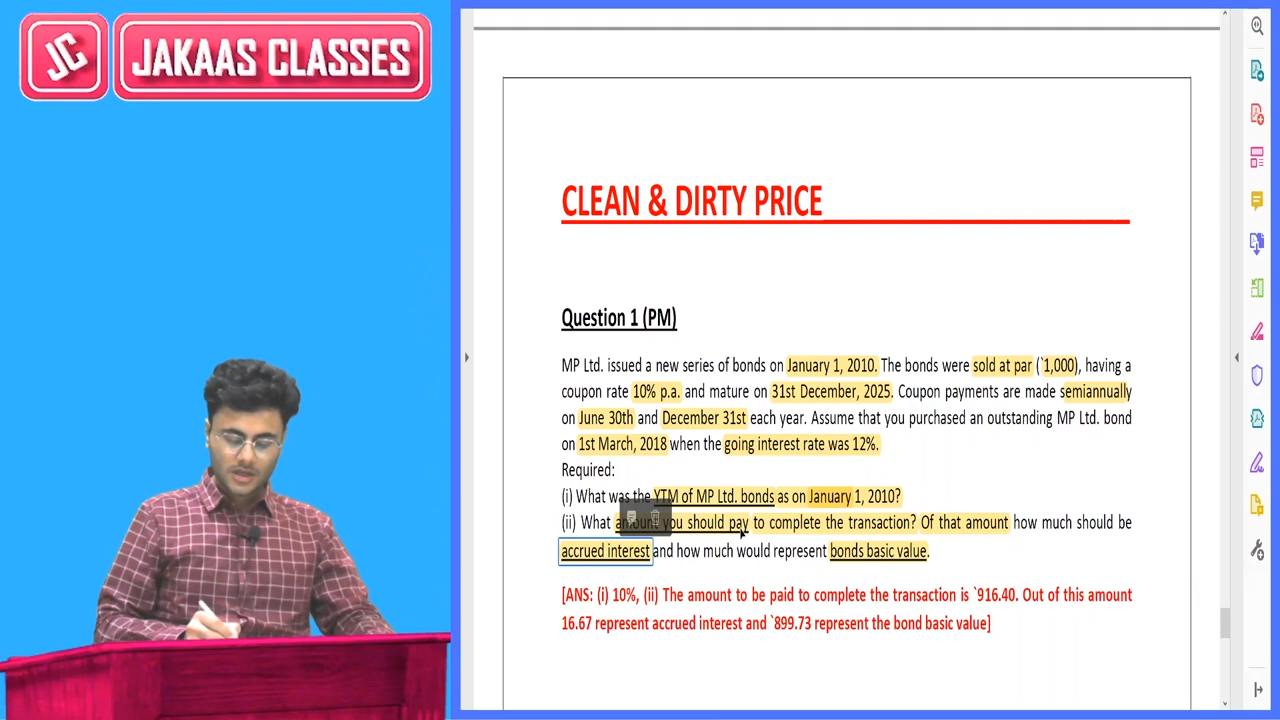 JC
JAKAAS CLASSES
CLEAN & DIRTY PRICE
Question 1 (PM)
MP Ltd. issued a new series of bonds on January 1, 2010. The bonds were sold at par (`1,000), having a
coupon rate 10% p.a. and mature on 31st December, 2025. Coupon payments are made semiannually
on June 30th and December 31st each year. Assume that you purchased an outstanding MP Ltd. bond
on 1st March, 2018 when the going interest rate was 12%.
Required:
(i) What was the YTM of MP Ltd. bonds as on January 1, 2010?
(ii) What amount you should pay to complete the transaction? Of that amount how much should be
accrued interest and how much would represent bonds basic value.
[ANS: (i) 10%, (ii) The amount to be paid to complete the transaction is `916.40. Out of this amount
16.67 represent accrued interest and `899.73 represent the bond basic value]